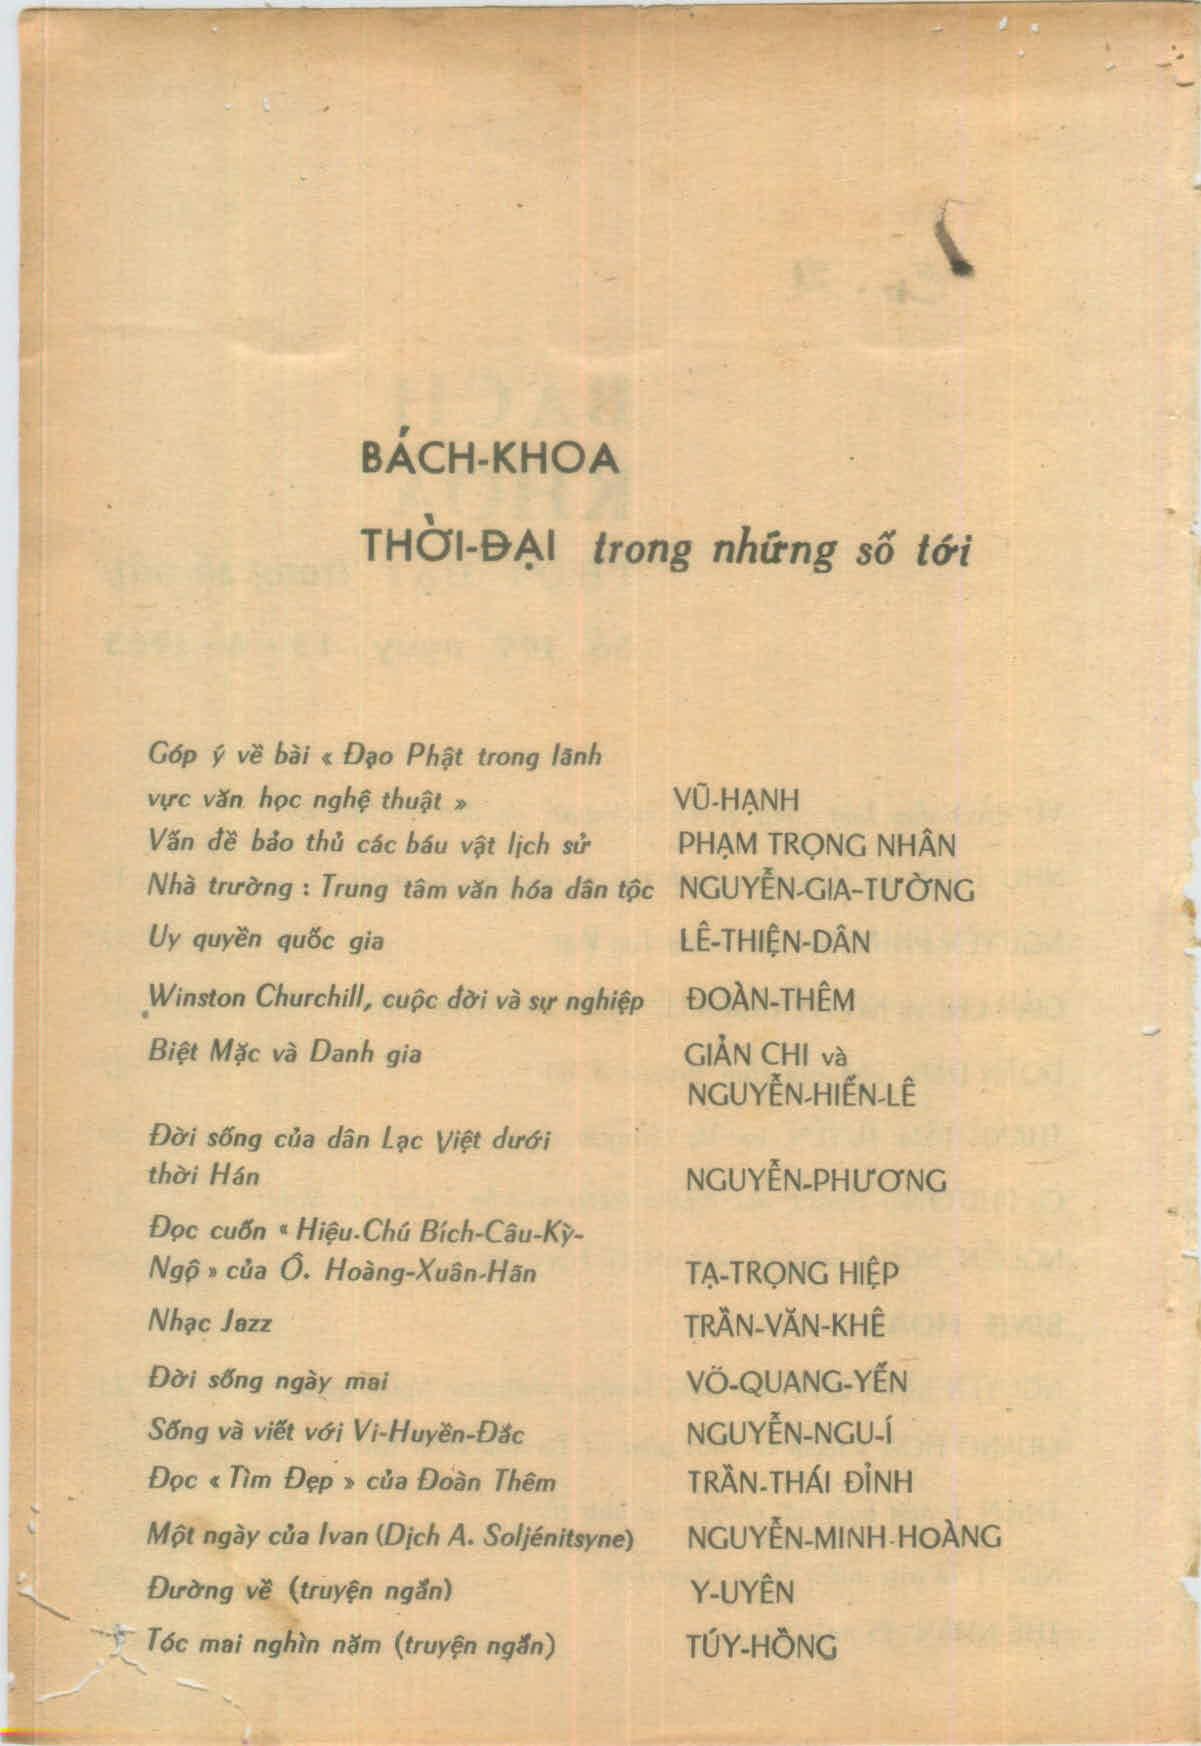 BÁCH-KHOA
THỜI-ĐẠI trong những số tới
Góp ý về bài « Đạo Phật trong lãnh
vực văn học nghệ thuật » VŨ-HẠNH
Vấn đề bảo thủ các báu vật lịch sử PHẠM TRỌNG NHÂN
Nhà trường : Trung tâm văn hóa dân tộc NGUYỄN-GIA-TƯỜNG
Uy quyền quốc gia LÊ-THIỆN-DÂN
Winston Churchill, cuộc đời và sự nghiệp ĐOÀN-THÊM
Biệt Mặc và Danh gia GIẢN CHI và
NGUYỄN-HIẾN-LÊ
Đời sống của dân Lạc Việt dưới
thời Hán NGUYỄN-PHƯƠNG
Đọc cuốn « Hiệu-Chú Bích-Câu-Kỳ-
Ngộ » của Ô. Hoàng-Xuân-Hãn TẠ-TRỌNG HIỆP
Nhạc Jazz TRẦN-VĂN-KHÊ
Đời sống ngày mai VÕ-QUANG-YẾN
Sống và viết với Vi-Huyền-Đắc NGUYỄN-NGU-Í
Đọc « Tìm Đẹp » của Đoàn Thêm TRẦN-THÁI ĐỈNH
Một ngày của Ivan (Dịch A. Soljénitsyne) NGUYỄN-MINH-HOÀNG
Đường về (truyện ngắn) Y-UYÊN
Tóc mai nghìn năm (truyện ngắn) TÚY-HỒNG